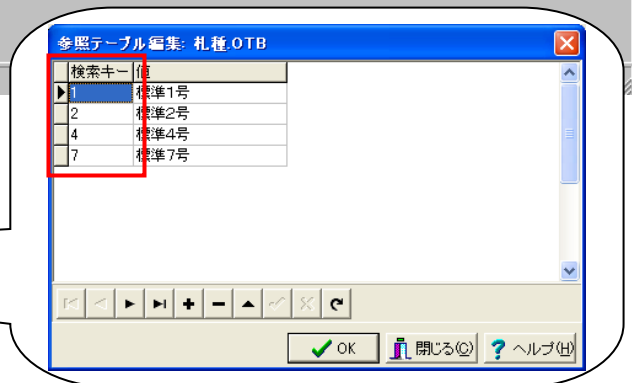 参照テーブル編集: 札種.OTB
検索キー 値
1 標準1号
2 標準2号
4 標準4号
7 標準7号
OK 閉じる(C) ヘルプ(H)